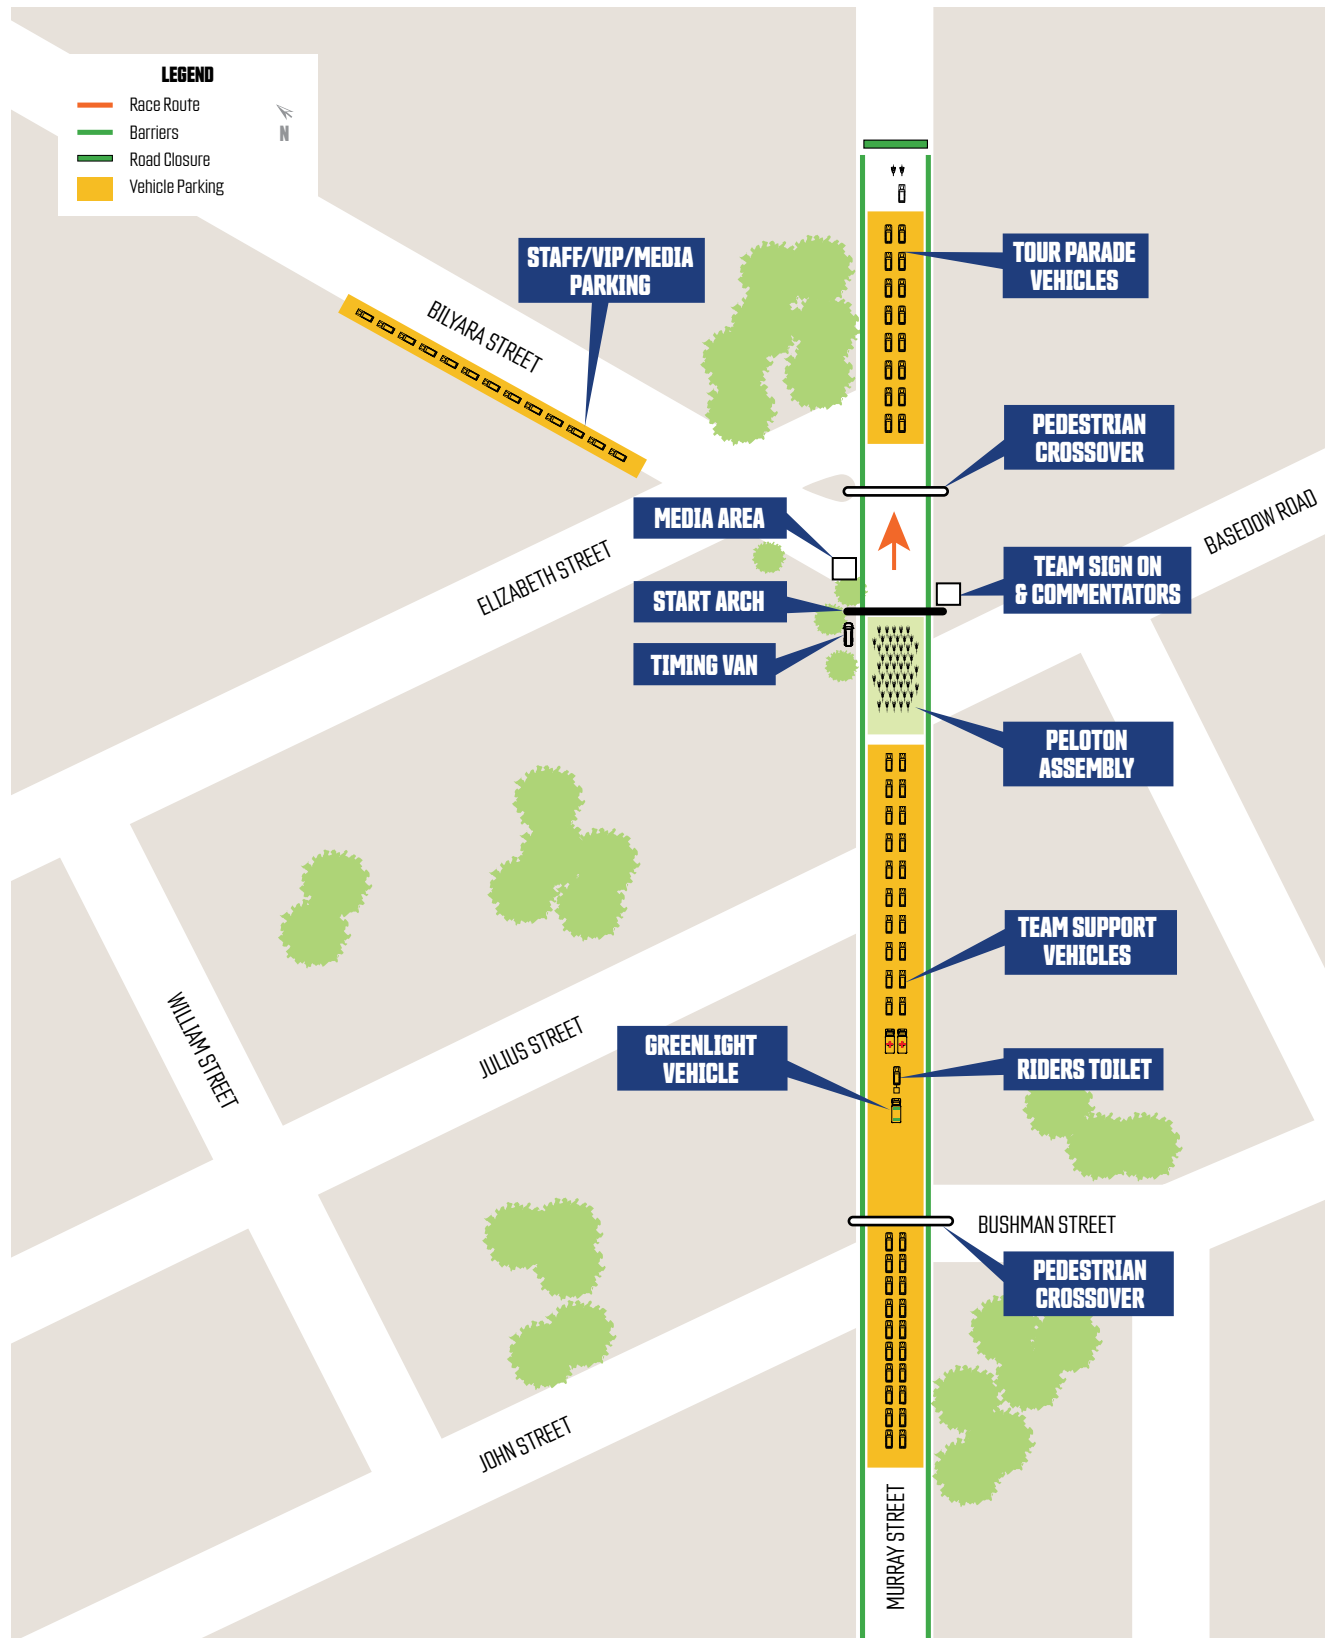 LEGEND
Race Route
Barriers
Road Closure
Vehicle Parking
N
STAFF/VIP/MEDIA
PARKING
BILYARA STREET
TOUR PARADE
VEHICLES
PEDESTRIAN
CROSSOVER
BASEDOW ROAD
MEDIA AREA
ELIZABETH STREET
TEAM SIGN ON
& COMMENTATORS
START ARCH
TIMING VAN
PELOTON
ASSEMBLY
TEAM SUPPORT
VEHICLES
WILLIAM STREET
JULIUS STREET
GREENLIGHT
VEHICLE
RIDERS TOILET
BUSHMAN STREET
PEDESTRIAN
CROSSOVER
JOHN STREET
MURRAY STREET